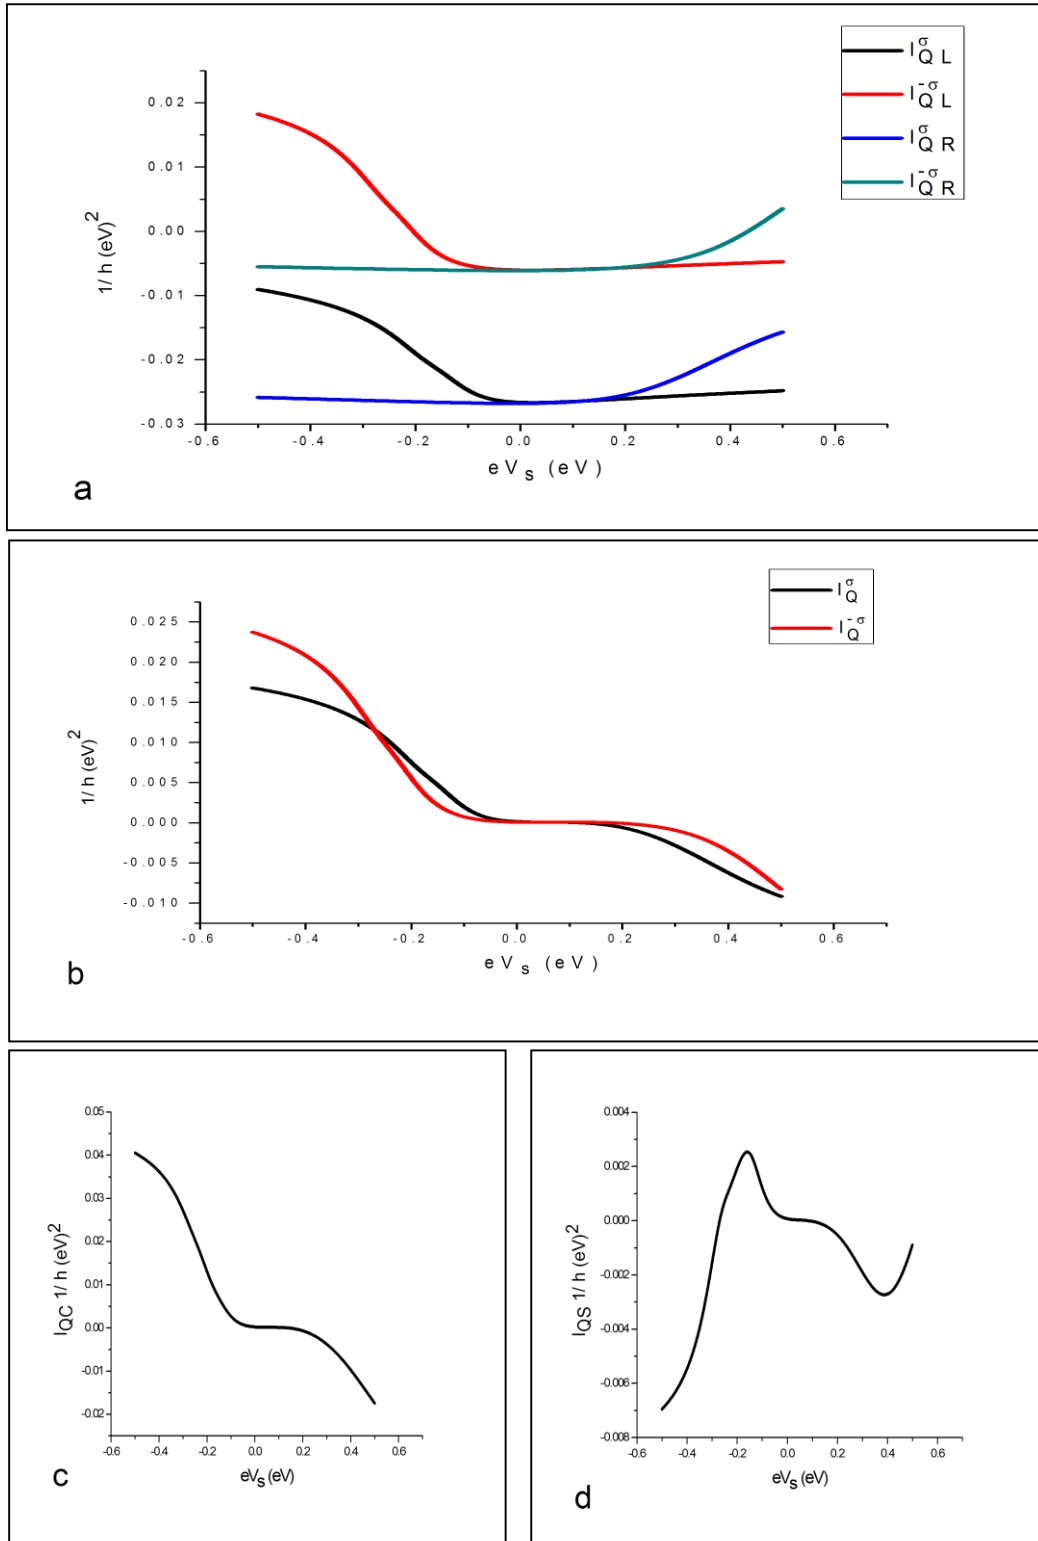 I^σ_Q L
I^-σ_Q L
I^σ_Q R
I^-σ_Q R
0.02
0.01
0.00
-0.01
-0.02
-0.03
1/ h (eV)^2
-0.6 -0.4 -0.2 0.0 0.2 0.4 0.6
e V_s (eV)
a
I^σ_Q
I^-σ_Q
0.025
0.020
0.015
0.010
0.005
0.000
-0.005
-0.010
1/ h (eV)^2
-0.6 -0.4 -0.2 0.0 0.2 0.4 0.6
e V_s (eV)
b
0.05
0.04
0.03
0.02
0.01
0.00
-0.01
-0.02
I_QC 1/ h (eV)^2
-0.6 -0.4 -0.2 0.0 0.2 0.4 0.6
eV_s (eV)
c
0.004
0.002
0.000
-0.002
-0.004
-0.006
-0.008
I_QS 1/ h (eV)^2
-0.6 -0.4 -0.2 0.0 0.2 0.4 0.6
eV_s (eV)
d